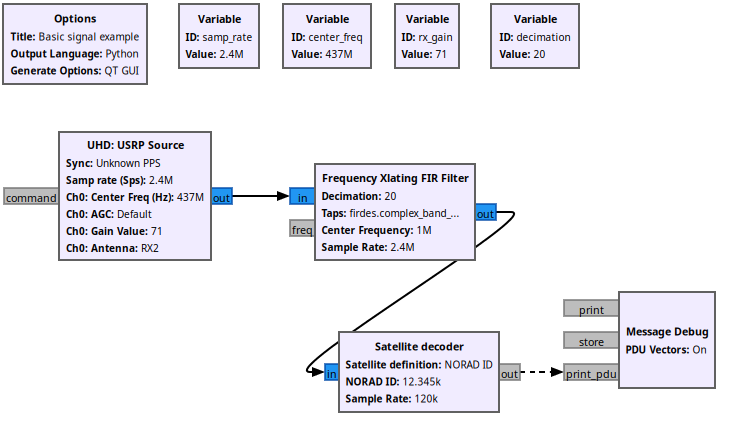 Options
Title: Basic signal example
Output Language: Python
Generate Options: QT GUI
Variable
ID: samp_rate
Value: 2.4M
Variable
ID: center_freq
Value: 437M
Variable
ID: rx_gain
Value: 71
Variable
ID: decimation
Value: 20
UHD: USRP Source
Sync: Unknown PPS
Samp rate (Sps): 2.4M
Ch0: Center Freq (Hz): 437M
Ch0: AGC: Default
Ch0: Gain Value: 71
Ch0: Antenna: RX2
command
out
Frequency Xlating FIR Filter
Decimation: 20
Taps: firdes.complex_band_...
Center Frequency: 1M
Sample Rate: 2.4M
in
freq
out
Satellite decoder
Satellite definition: NORAD ID
NORAD ID: 12.345k
Sample Rate: 120k
in
out
print
store
print_pdu
Message Debug
PDU Vectors: On